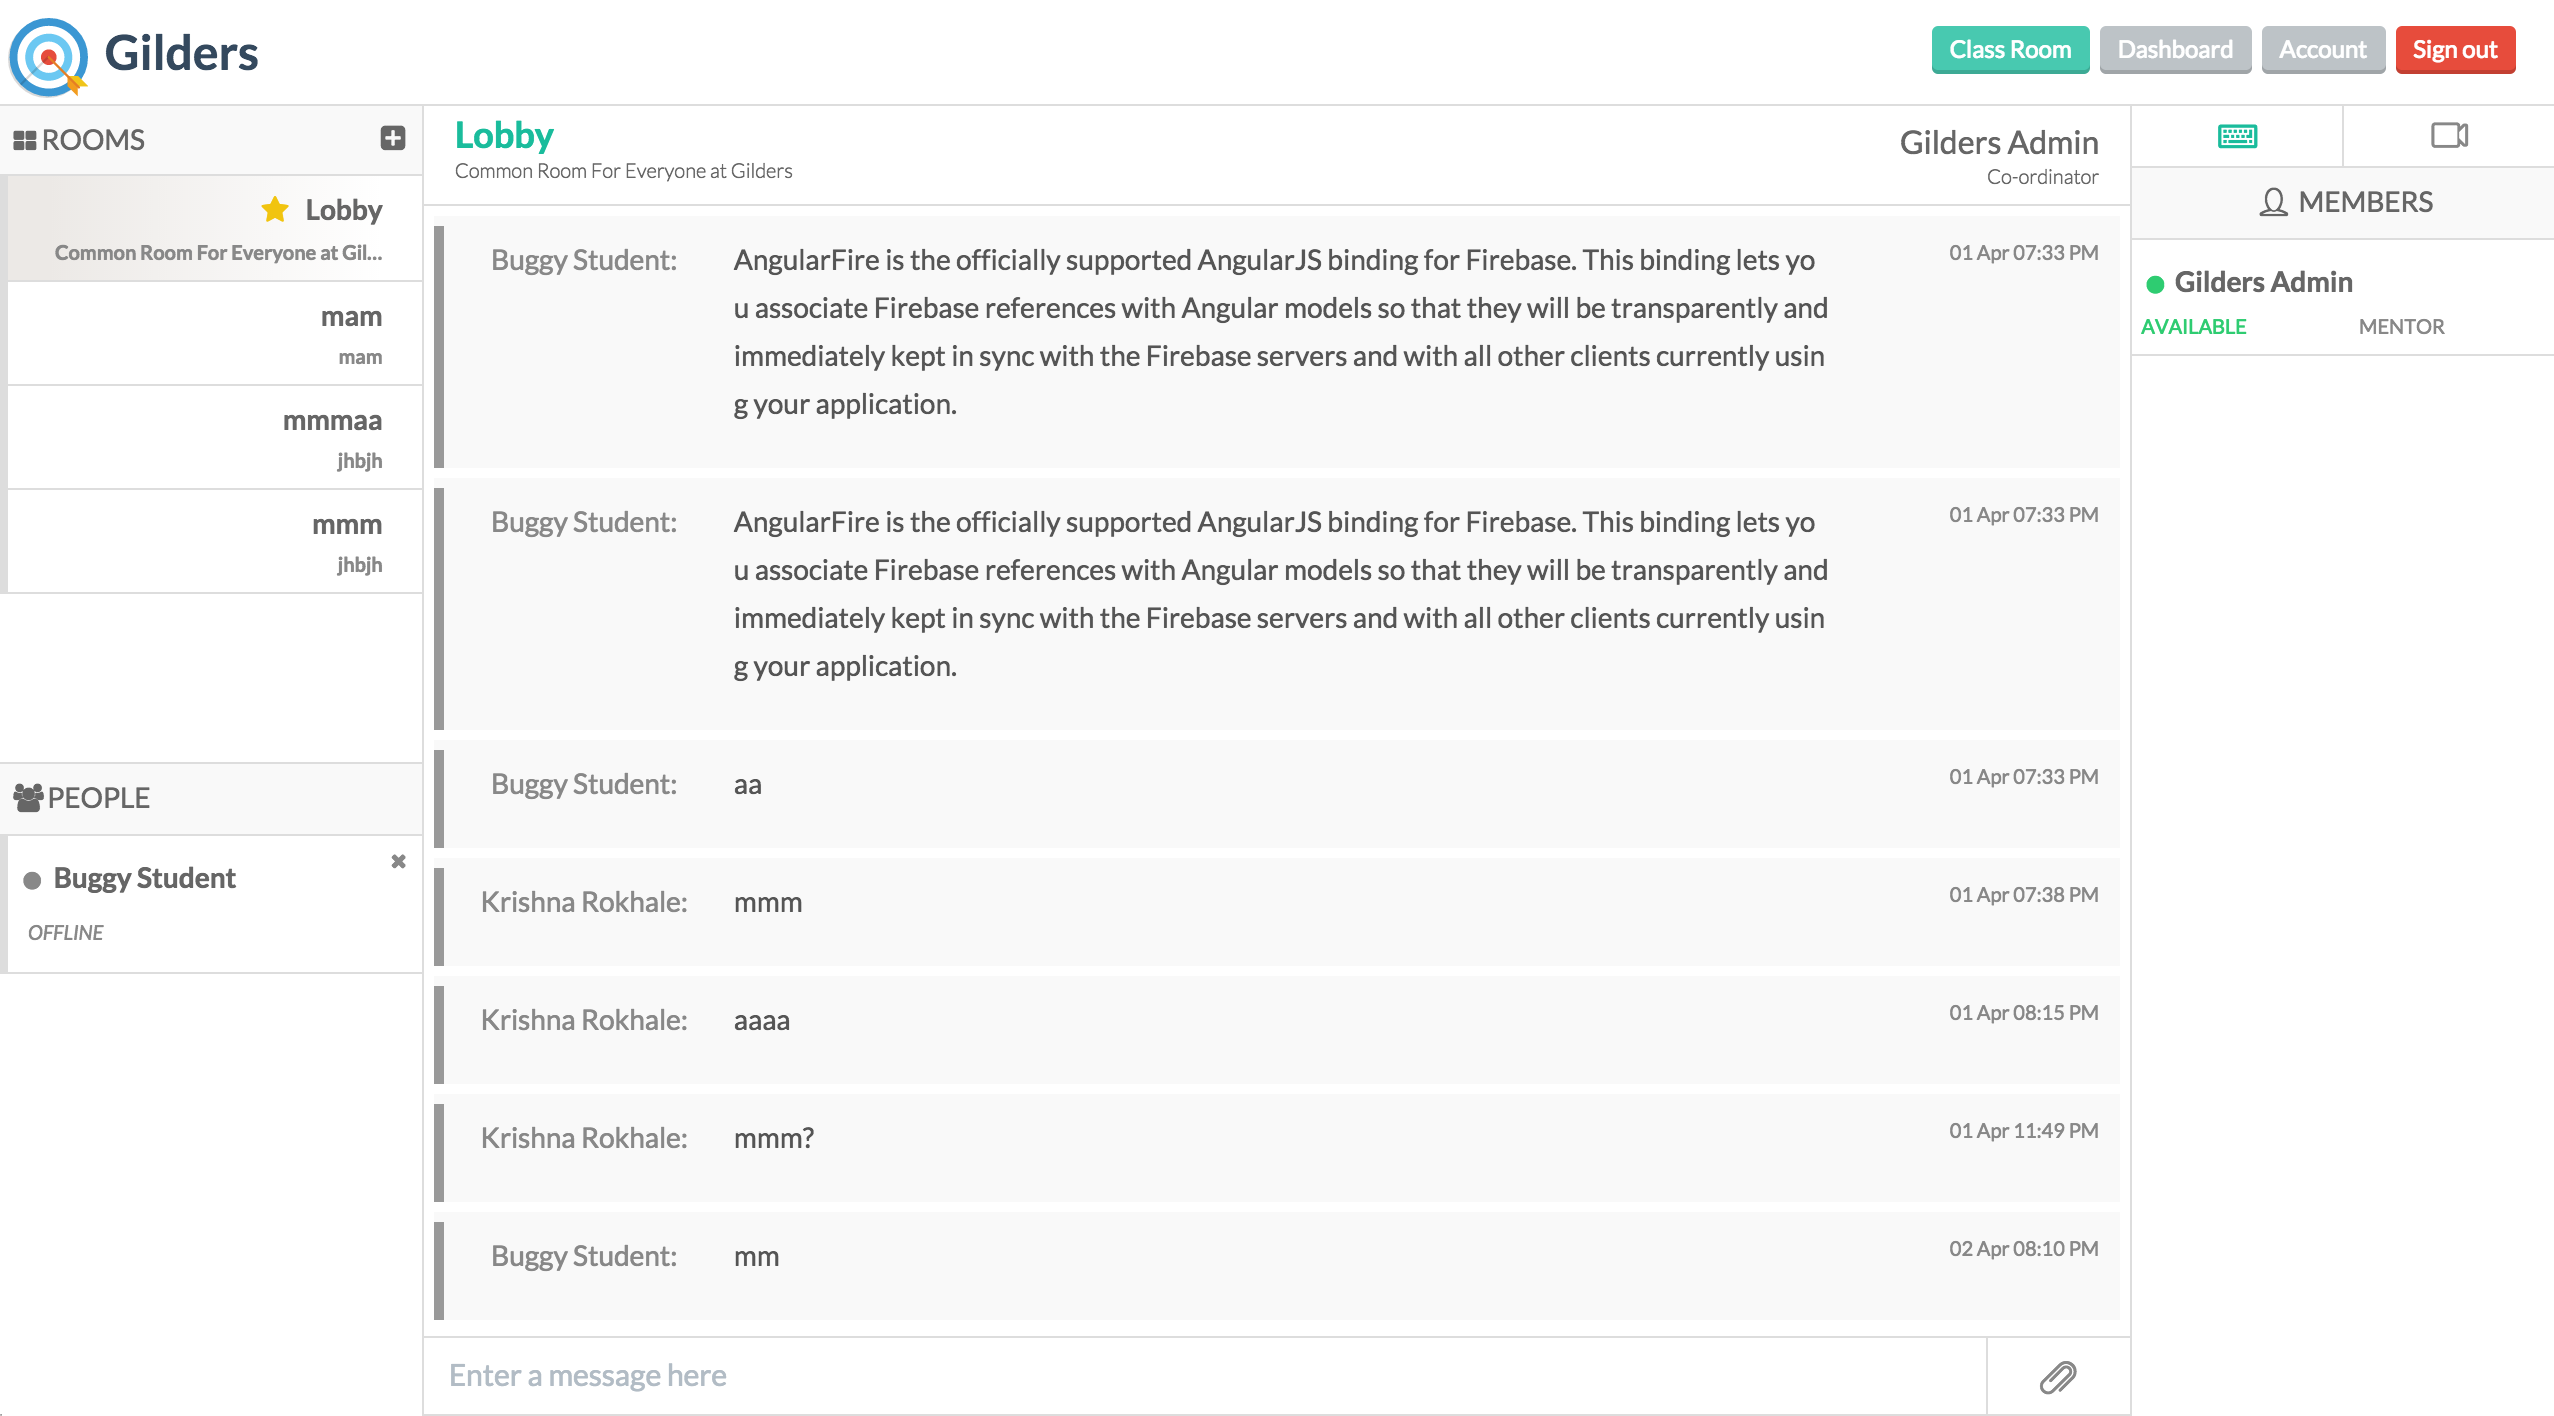 Gilders
Class Room
Dashboard
Account
Sign out
ROOMS
Lobby
Common Room For Everyone at Gil...
mam
mam
mmmaa
jhbjh
mmm
jhbjh
PEOPLE
Buggy Student
OFFLINE
Lobby
Common Room For Everyone at Gilders
Gilders Admin
Co-ordinator
Buggy Student:
AngularFire is the officially supported AngularJS binding for Firebase. This binding lets yo
u associate Firebase references with Angular models so that they will be transparently and
immediately kept in sync with the Firebase servers and with all other clients currently usin
g your application.
01 Apr 07:33 PM
Buggy Student:
AngularFire is the officially supported AngularJS binding for Firebase. This binding lets yo
u associate Firebase references with Angular models so that they will be transparently and
immediately kept in sync with the Firebase servers and with all other clients currently usin
g your application.
01 Apr 07:33 PM
Buggy Student:
aa
01 Apr 07:33 PM
Krishna Rokhale:
mmm
01 Apr 07:38 PM
Krishna Rokhale:
aaaa
01 Apr 08:15 PM
Krishna Rokhale:
mmm?
01 Apr 11:49 PM
Buggy Student:
mm
02 Apr 08:10 PM
Enter a message here
MEMBERS
Gilders Admin
AVAILABLE
MENTOR